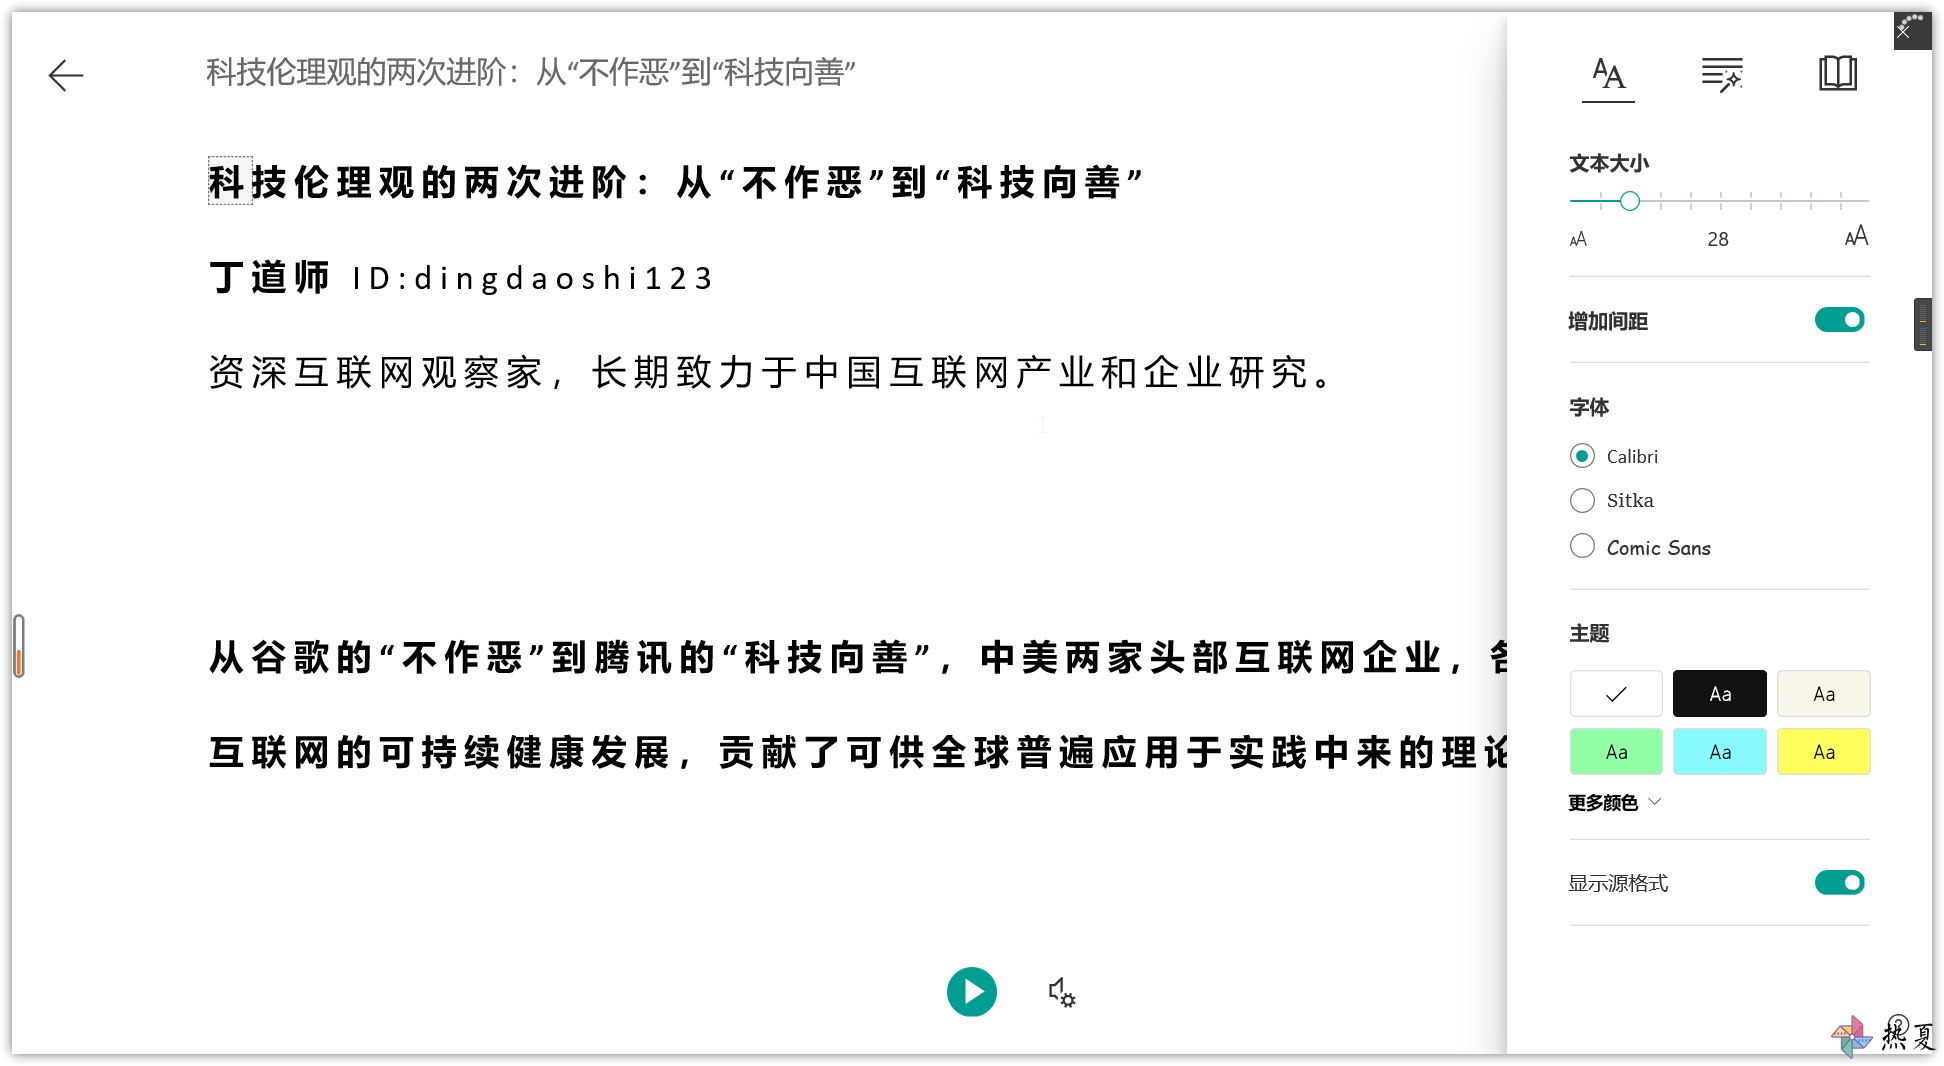 科技伦理观的两次进阶：从“不作恶”到“科技向善”
科技伦理观的两次进阶：从“不作恶”到“科技向善”
丁道师 ID:dingdaoshi123
资深互联网观察家，长期致力于中国互联网产业和企业研究。
从谷歌的“不作恶”到腾讯的“科技向善”，中美两家头部互联网企业，各
互联网的可持续健康发展，贡献了可供全球普遍应用于实践中来的理论
AA
文本大小
AA
28
AA
增加间距
字体
Calibri
Sitka
Comic Sans
主题
Aa
Aa
Aa
Aa
Aa
更多颜色
显示源格式
热夏